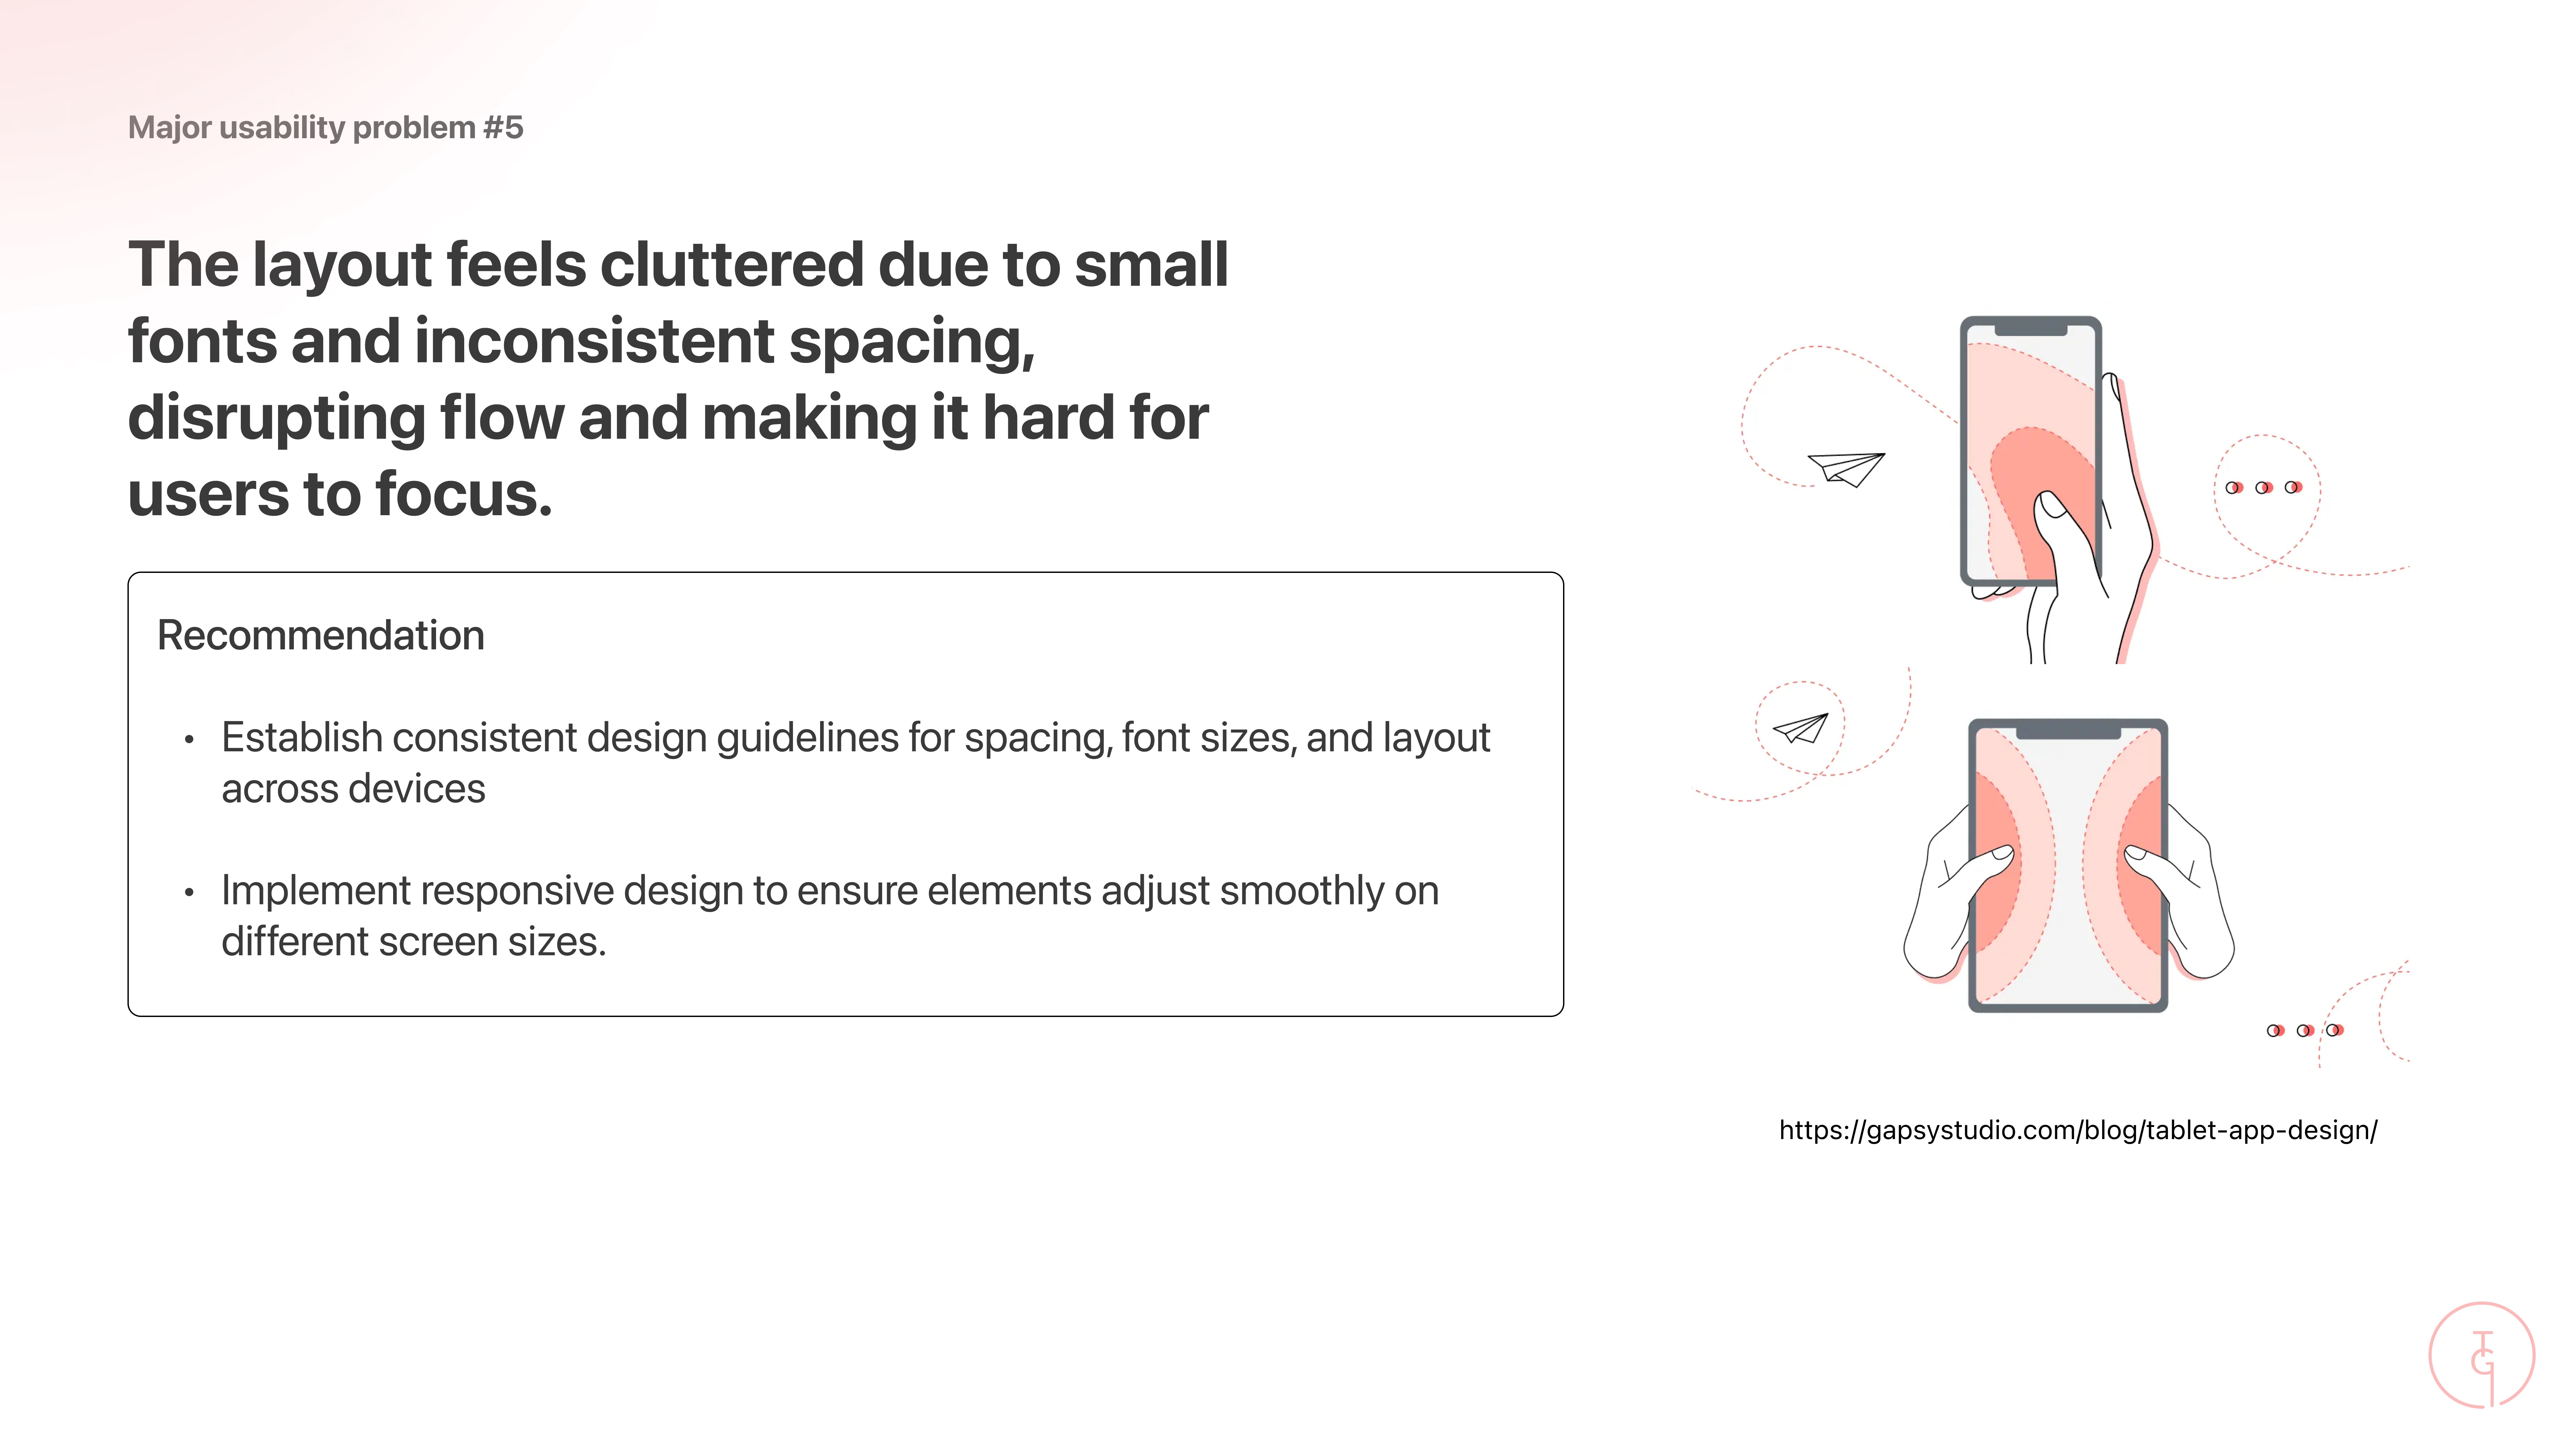 Major usability problem #5
The layout feels cluttered due to small
fonts and inconsistent spacing,
disrupting flow and making it hard for
users to focus.
Recommendation
• Establish consistent design guidelines for spacing, font sizes, and layout
across devices
• Implement responsive design to ensure elements adjust smoothly on
different screen sizes.
https://gapsystudio.com/blog/tablet-app-design/
TG